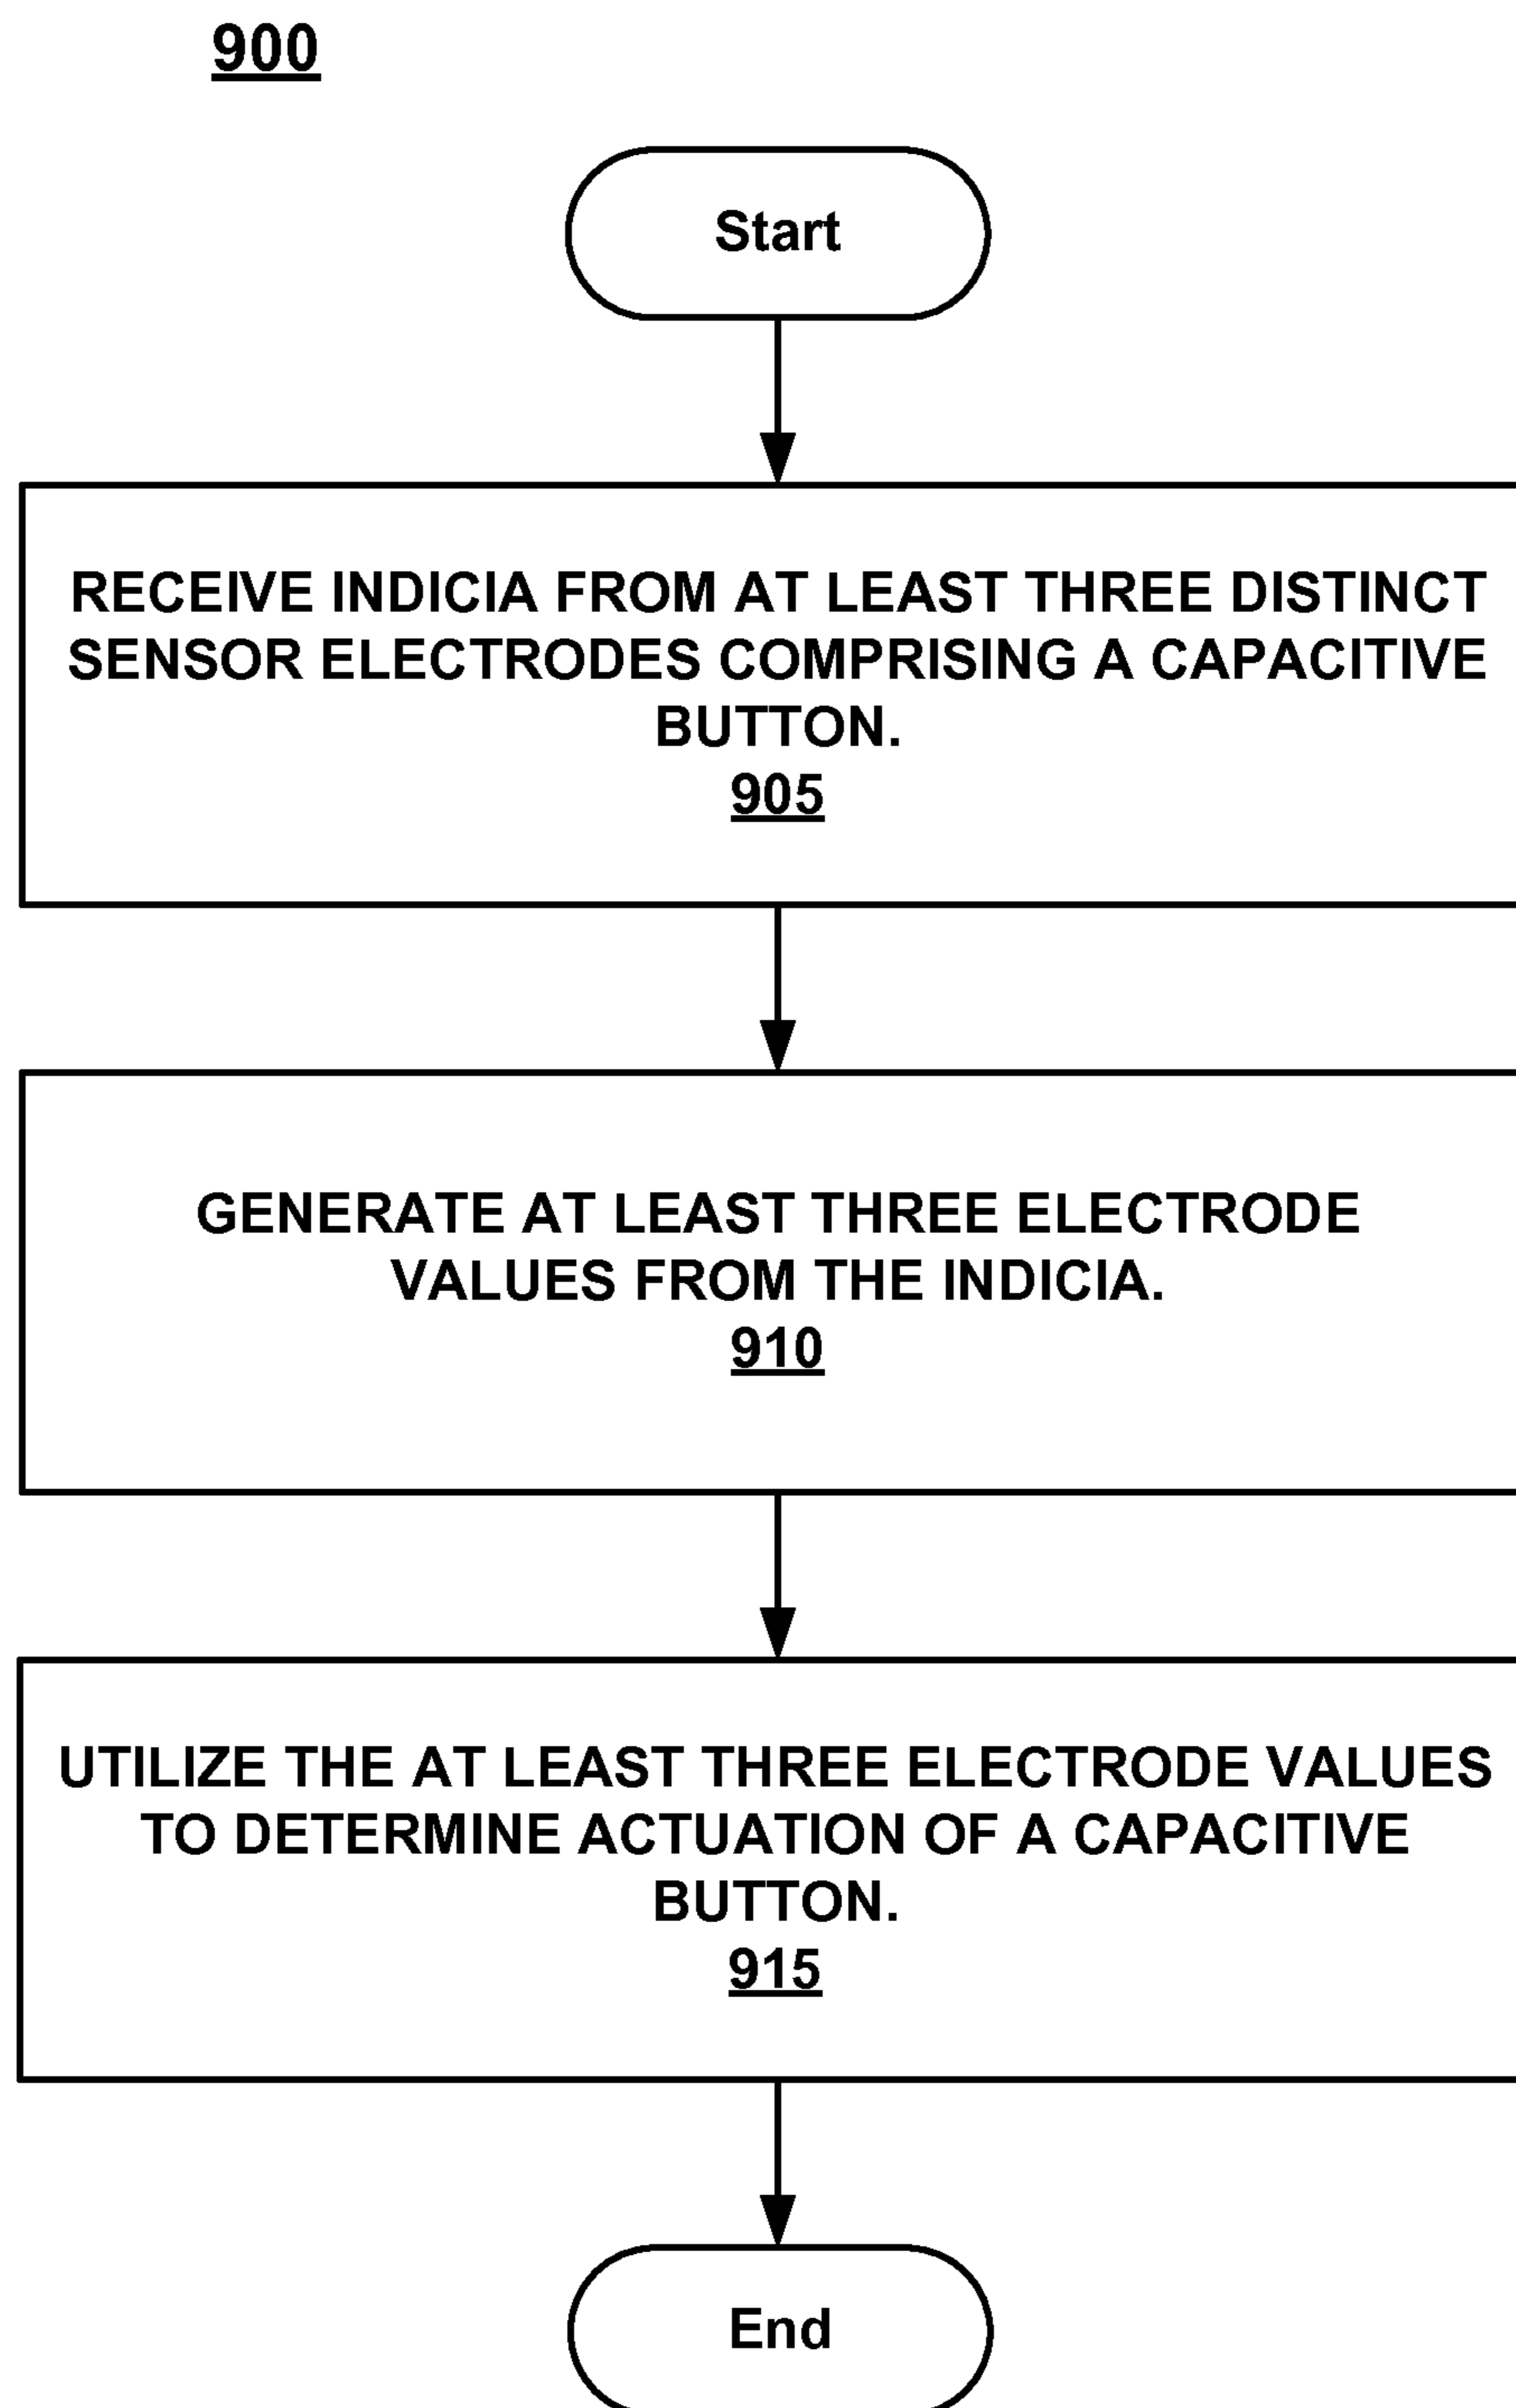 900
Start
RECEIVE INDICIA FROM AT LEAST THREE DISTINCT
SENSOR ELECTRODES COMPRISING A CAPACITIVE
BUTTON.
905
GENERATE AT LEAST THREE ELECTRODE
VALUES FROM THE INDICIA.
910
UTILIZE THE AT LEAST THREE ELECTRODE VALUES
TO DETERMINE ACTUATION OF A CAPACITIVE
BUTTON.
915
End